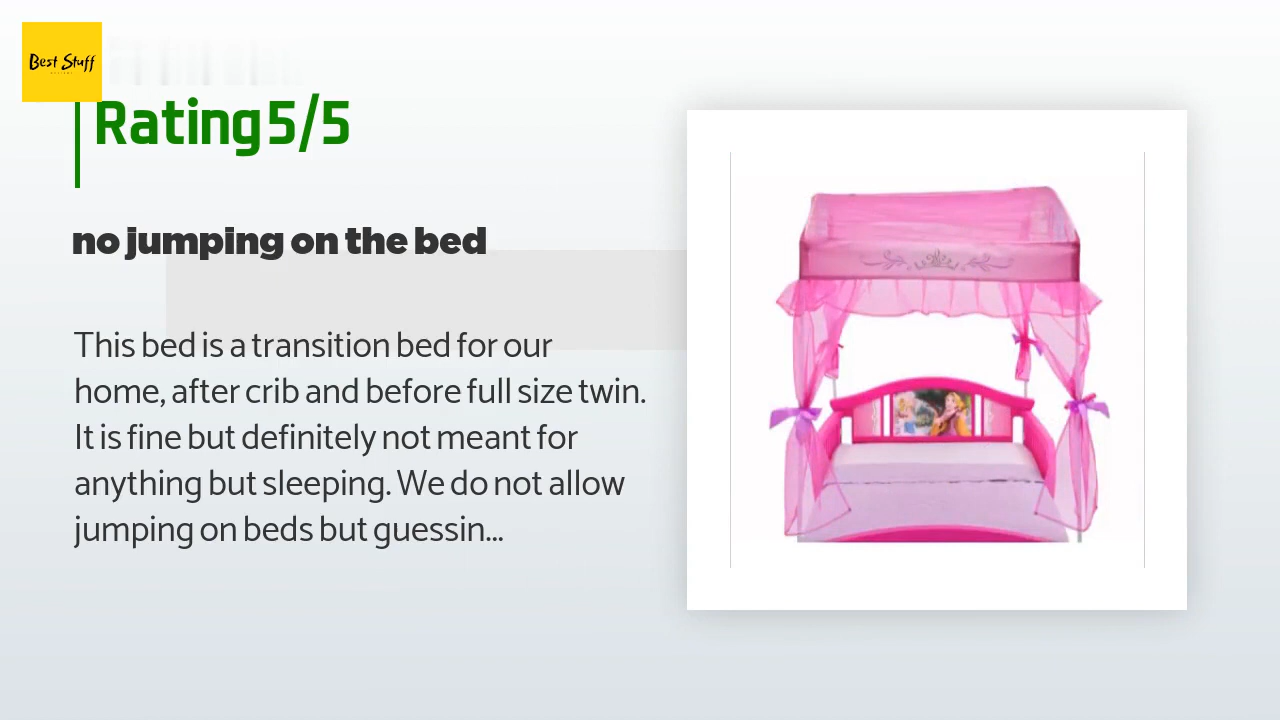 Best Stuff
Rating 5/5
no jumping on the bed
This bed is a transition bed for our
home, after crib and before full size twin.
It is fine but definitely not meant for
anything but sleeping. We do not allow
jumping on beds but guessin...